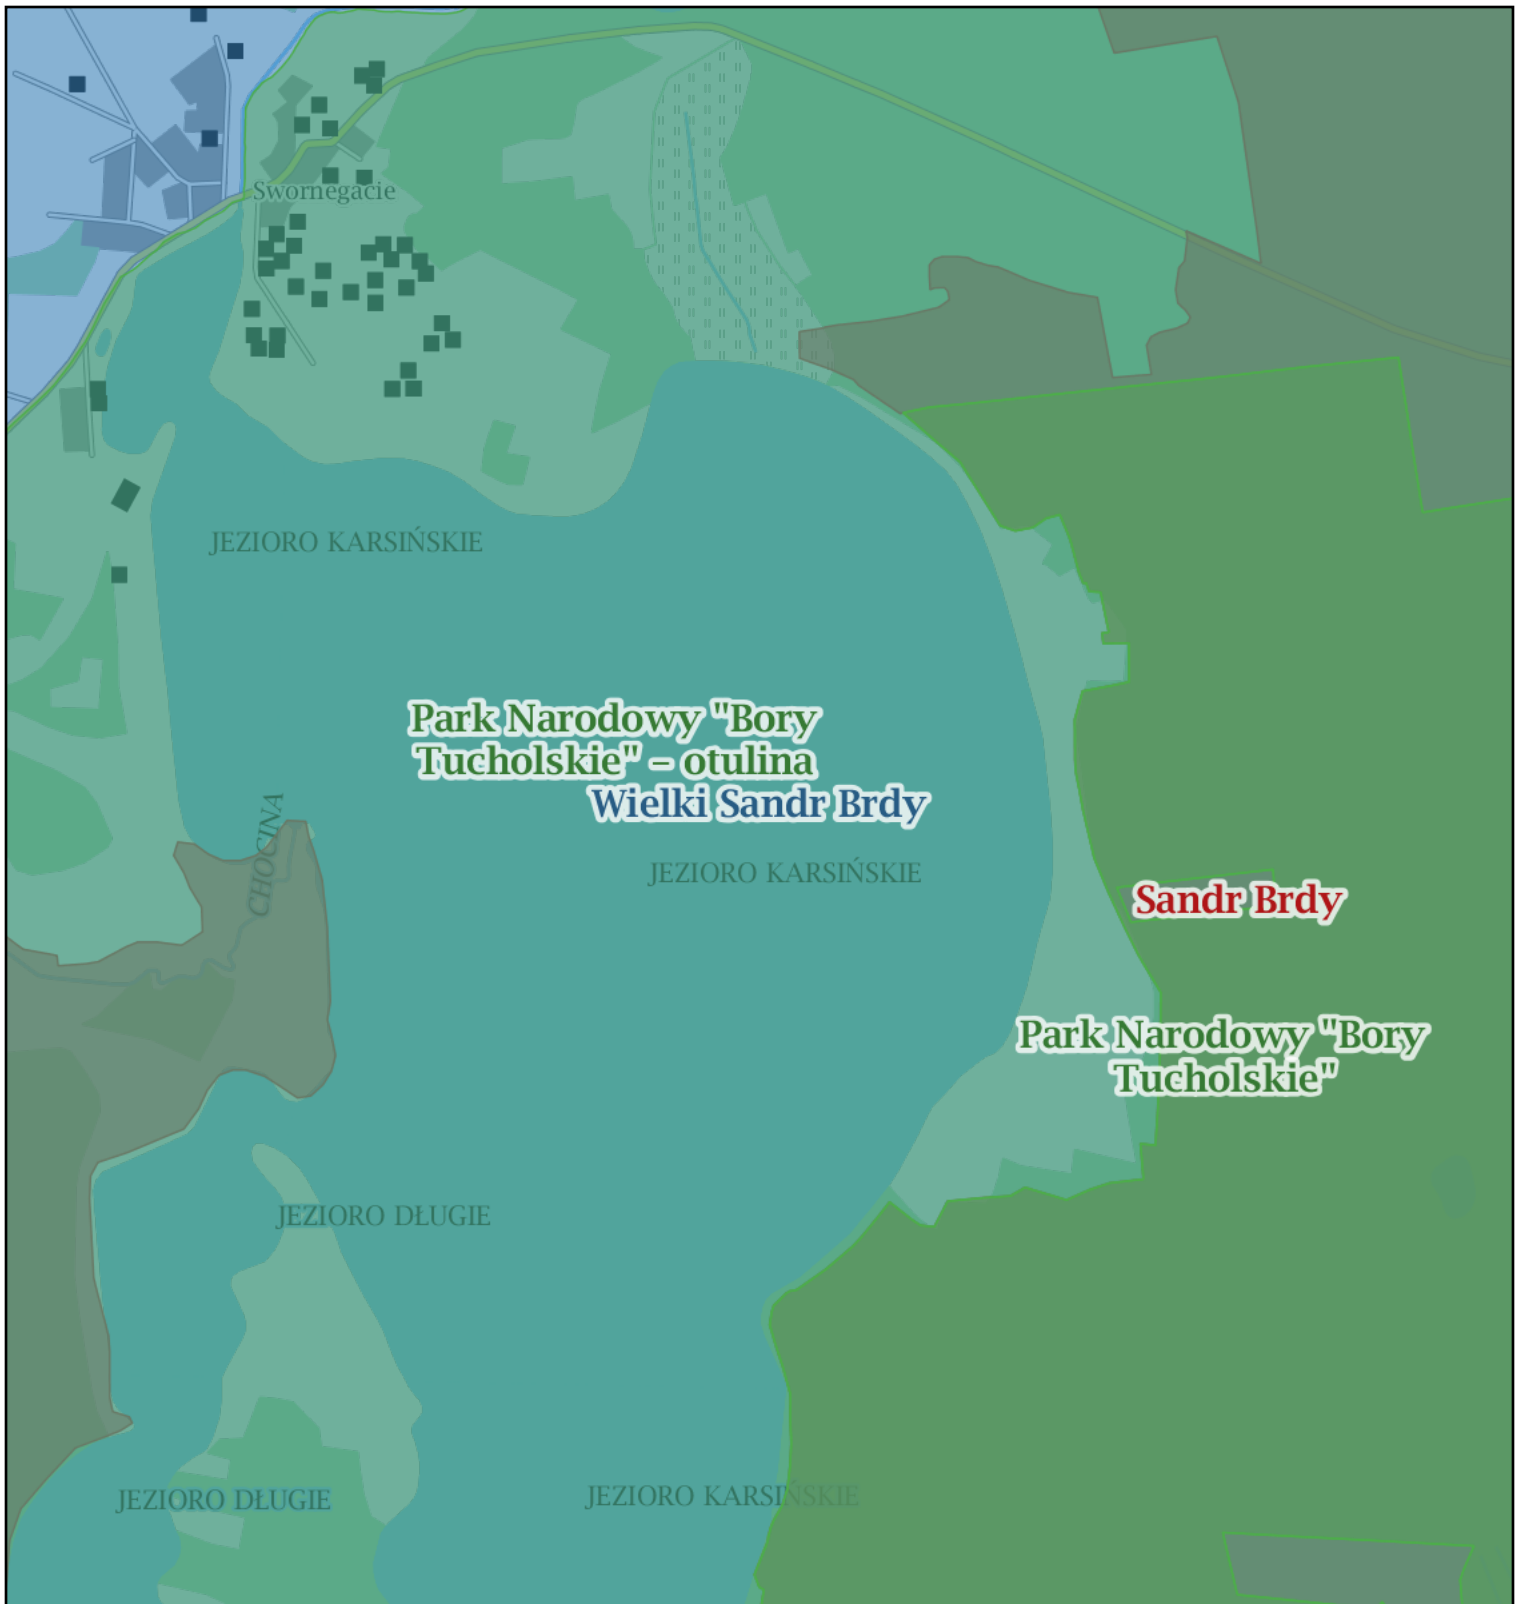 Swornegacie
JEZIORO KARSIŃSKIE
Park Narodowy "Bory
Tucholskie" – otulina
Wielki Sandr Brdy
CHOCINA
JEZIORO KARSIŃSKIE
Sandr Brdy
Park Narodowy "Bory
Tucholskie"
JEZIORO DŁUGIE
JEZIORO DŁUGIE
JEZIORO KARSIŃSKIE